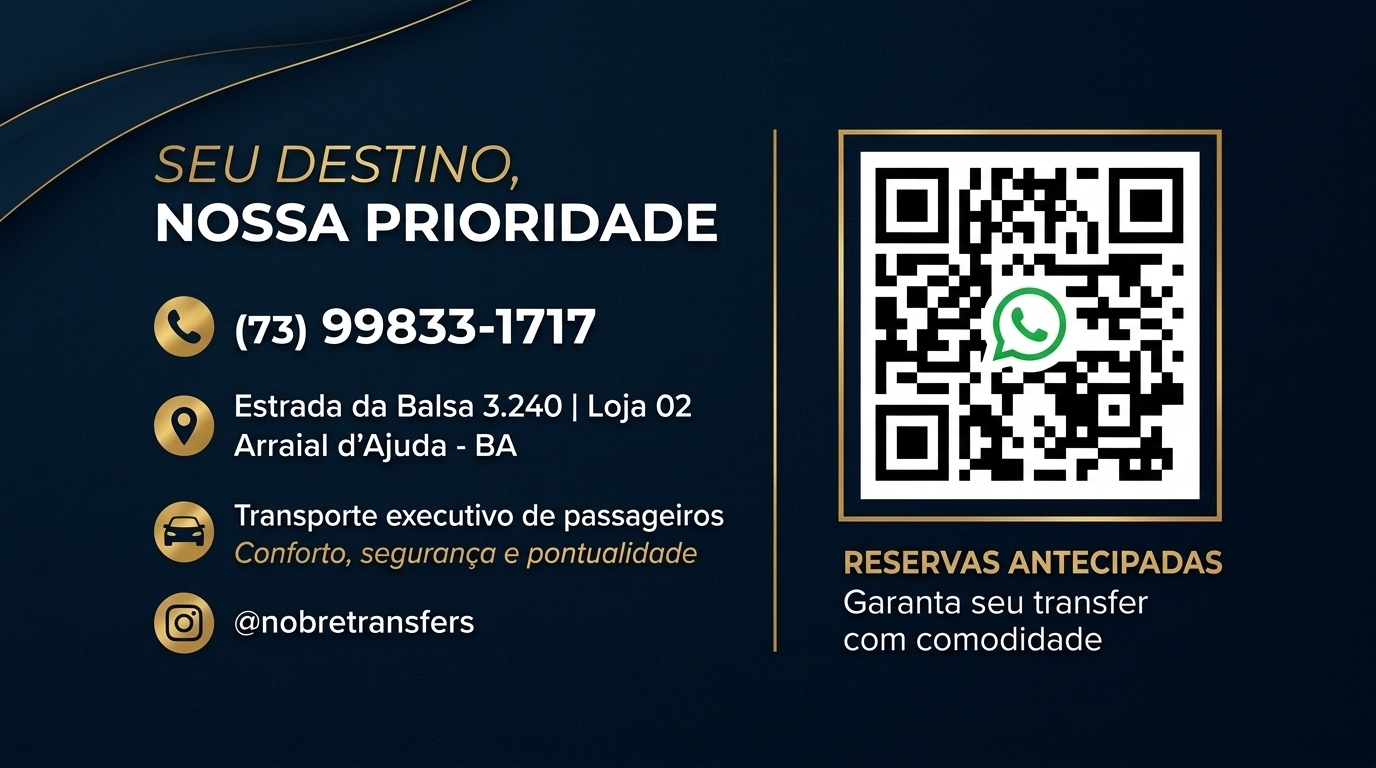 SEU DESTINO,
NOSSA PRIORIDADE
(73) 99833-1717
Estrada da Balsa 3.240 | Loja 02
Arraial d’Ajuda - BA
Transporte executivo de passageiros
Conforto, segurança e pontualidade
@nobretransfers
RESERVAS ANTECIPADAS
Garanta seu transfer
com comodidade